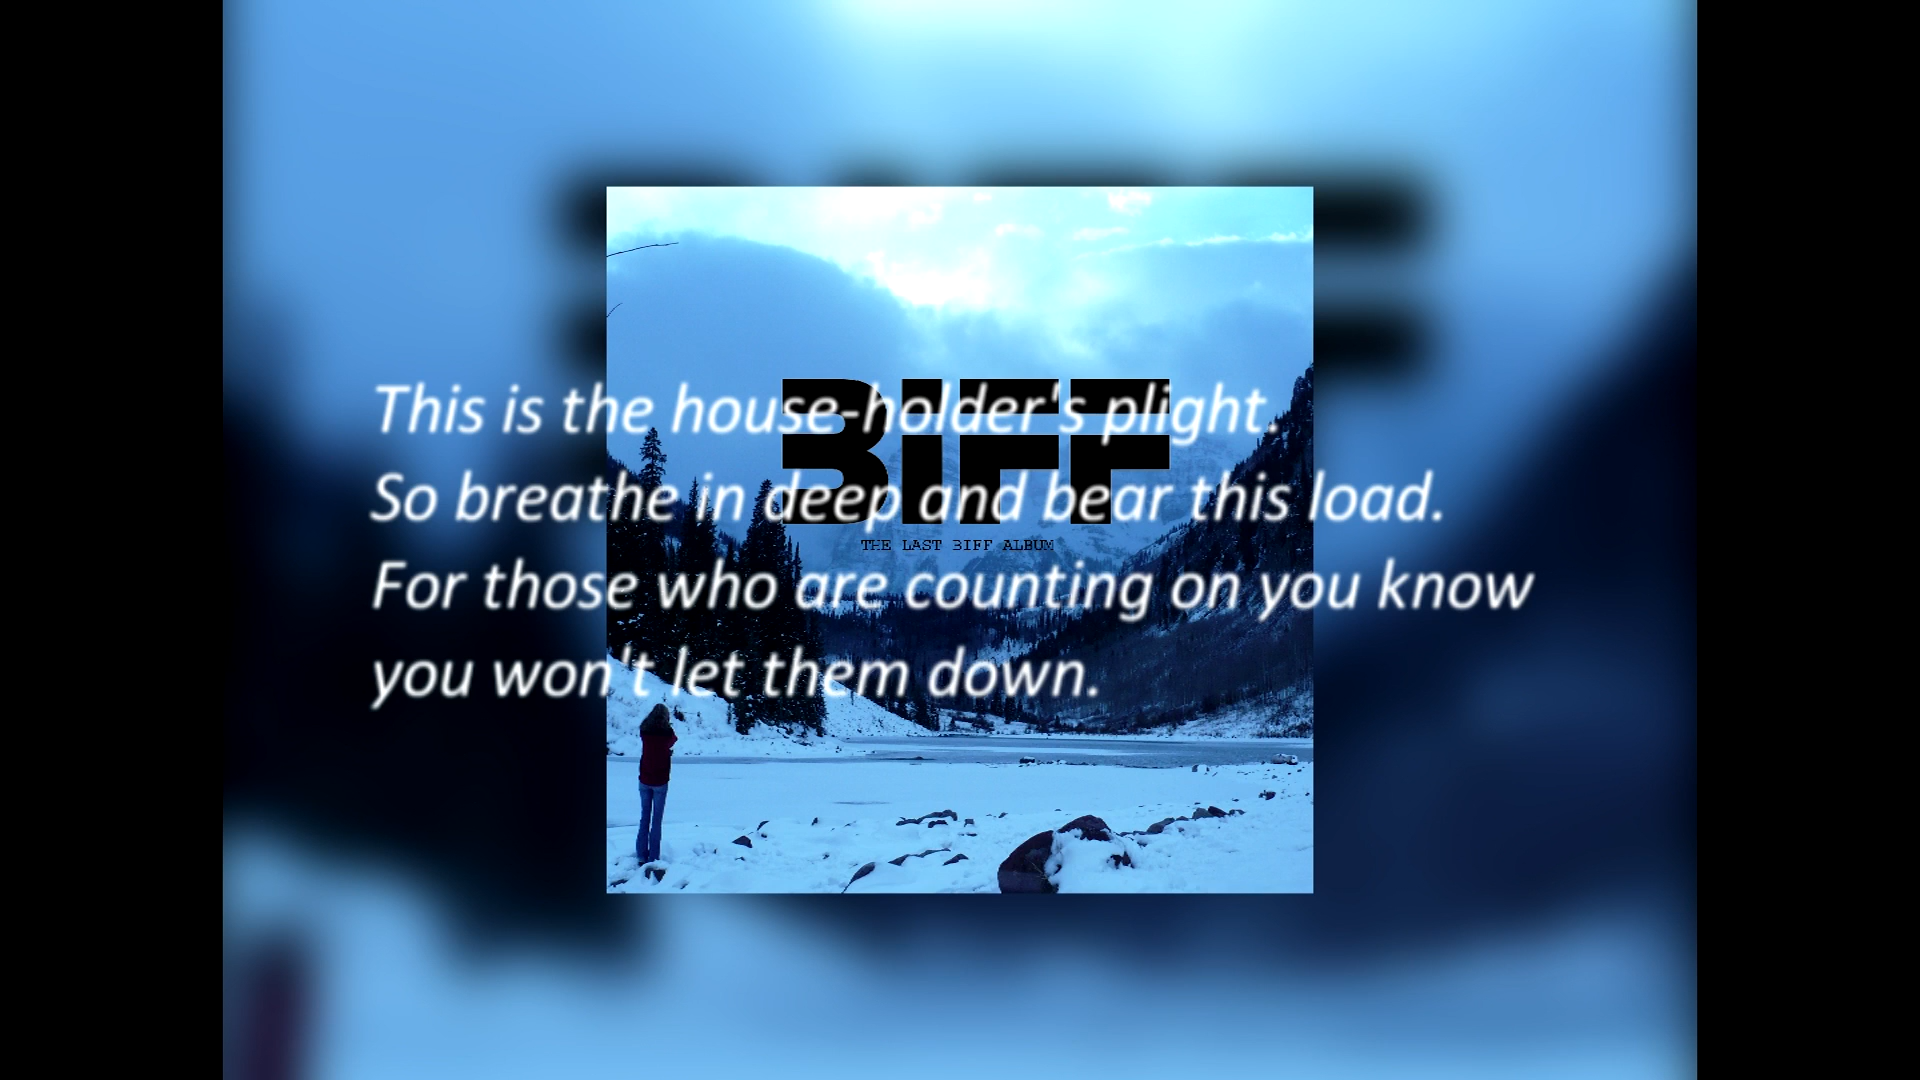 BIFF
This is the house-holder's plight.
So breathe in deep and bear this load.
THE LAST BIFF ALBUM
For those who are counting on you know
you won't let them down.